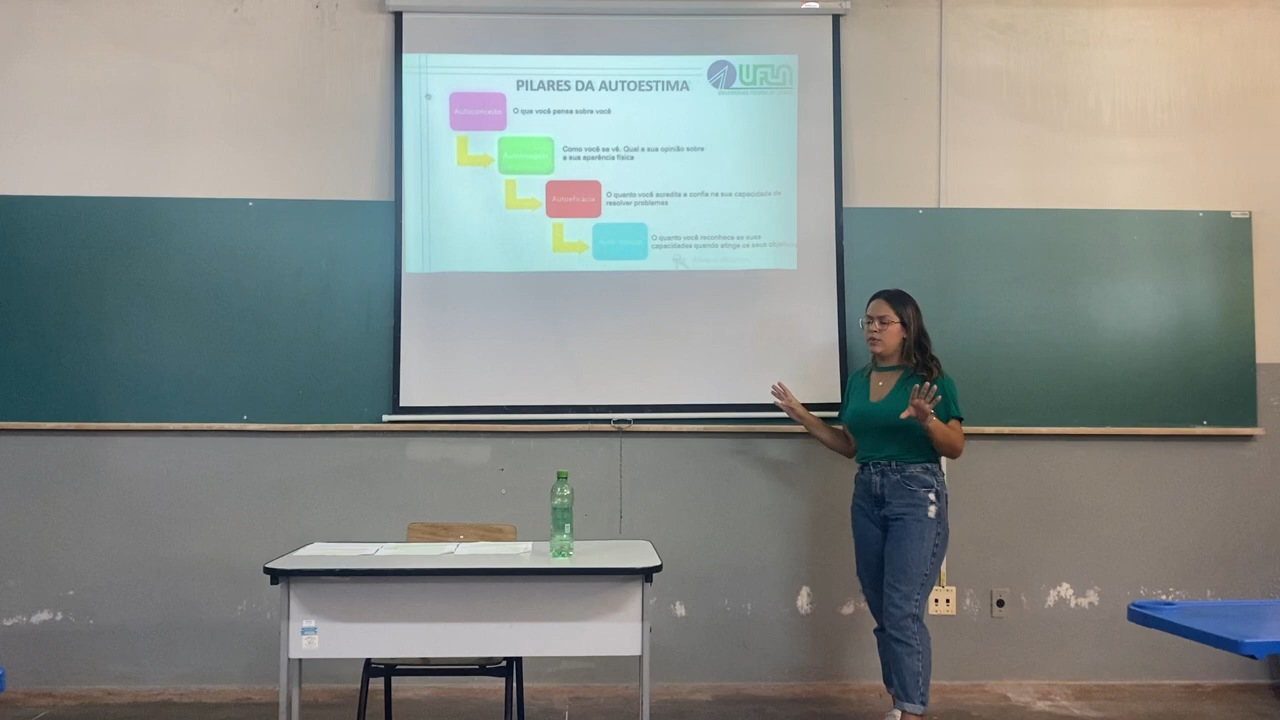 PILARES DA AUTOESTIMA
UFLA
Autoconceito
O que você pensa sobre você
Autoimagem
Como você se vê. Qual a sua opinião sobre
a sua aparência física
Autoeficácia
O quanto você acredita e confia na sua capacidade de
resolver problemas
O quanto você reconhece as suas
capacidades quando atinge os seus objetivos